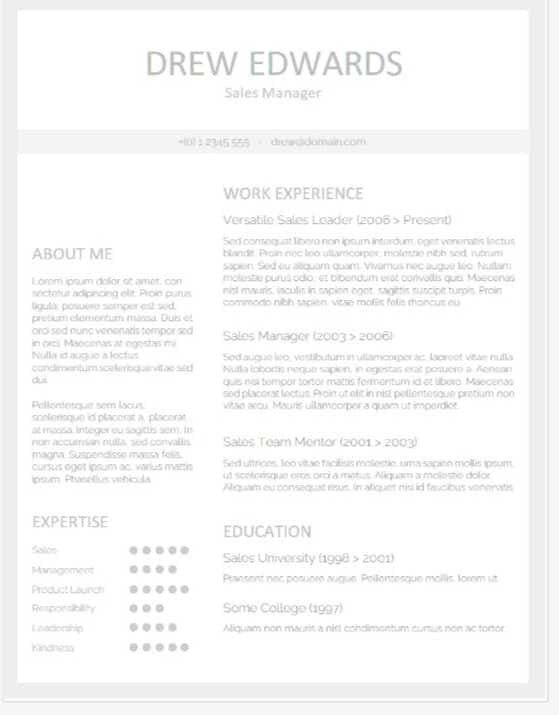 DREW EDWARDS
Sales Manager
+(0) 1 2345 555 · drew@domain.com
ABOUT ME
Lorem ipsum dolor sit amet, con
sectetur adipiscing elit. Proin purus
ligula, posuere semper est sed,
pretium elementum massa. Duis et
orci sed nunc venenatis tempor sed
in orci. Maecenas at egestas mi.
Nulla id augue a lectus
condimentum scelerisque vitae sed
dui.
Pellentesque sem lacus,
scelerisque id placerat a, placerat
at massa. Integer eu sagittis sem. In
non accumsan nulla, sed convallis
magna. Suspendisse massa felis,
cursus eget ipsum ac, varius mattis
ipsum. Phasellus vehicula
EXPERTISE
Sales
Management
Product Launch
Responsibility
Leadership
Kindness
WORK EXPERIENCE
Versatile Sales Leader (2006 > Present)
Sed consequat libero non ipsum interdum, eget venenatis lectus
blandit. Proin nec leo ullamcorper, molestie nibh sed, rutrum
sapien. Sed eu aliquam quam. Vivamus nec augue leo. Nullam
molestie purus odio, et bibendum sapien elementum quis. Maecenas
nisl mauris, iaculis in sapien eget, sagittis suscipit turpis. Proin
commodo nibh sapien, vitae mollis felis rhoncus eu.
Sales Manager (2003 > 2006)
Sed augue leo, vestibulum in ullamcorper ac, laoreet vitae nulla.
Nulla lobortis neque sapien, in egestas erat posuere a. Aenean
quis nisi tempor tortor mattis fermentum id et libero. Maecenas
sed placerat lectus. Proin ut elit in nisl pellentesque pretium non
vitae arcu. Mauris ullamcorper a quam ut imperdiet.
Sales Team Mentor (2001 > 2003)
Sed ultrices, leo vitae facilisis molestie, urna sapien mollis ipsum,
ut scelerisque eros orci a metus. Aliquam a molestie dolor.
Aliquam eu consequat risus. In aliquet nisi id faucibus venenatis.
EDUCATION
Sales University (1998 > 2001)
Praesent nec posuere augue. Pellentesque mollis, lorem ut.
Some College (1997)
Aliquam non mauris a nisl condimentum cursus non ac tortor.